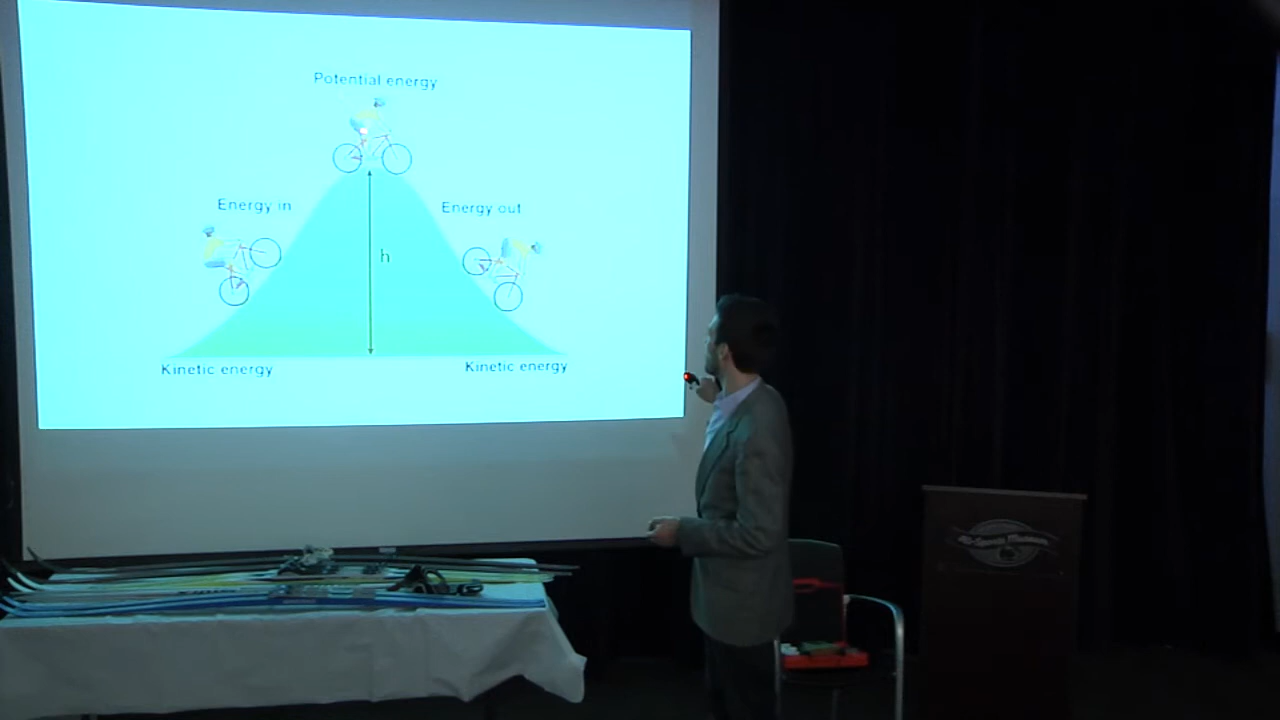 Potential energy
Energy in
Energy out
h
Kinetic energy
Kinetic energy